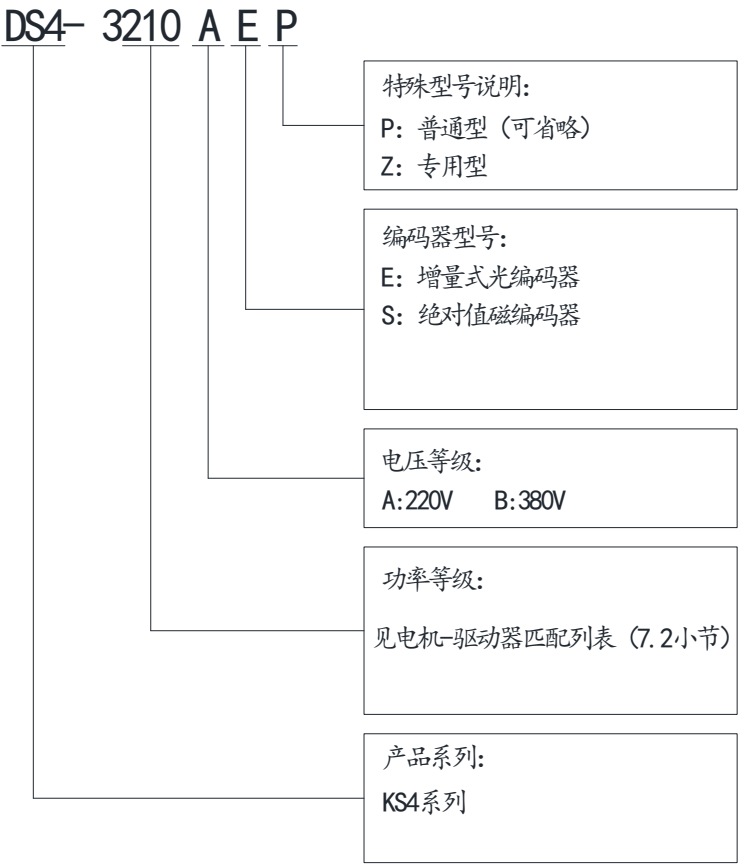 DS4- 3210 A E P
特殊型号说明:
P: 普通型 (可省略)
Z: 专用型
编码器型号:
E: 增量式光编码器
S: 绝对值磁编码器
电压等级:
A:220V B:380V
功率等级:
见电机-驱动器匹配列表 (7.2小节)
产品系列:
KS4系列